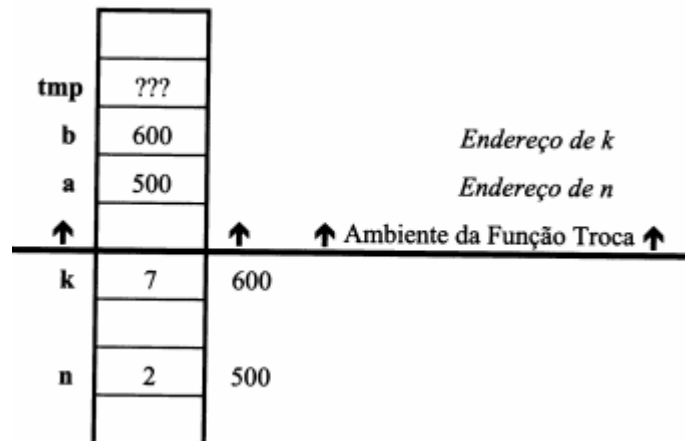 tmp ???
b 600 Endereço de k
a 500 Endereço de n
↑ ↑ ↑ Ambiente da Função Troca ↑
k 7 600
n 2 500